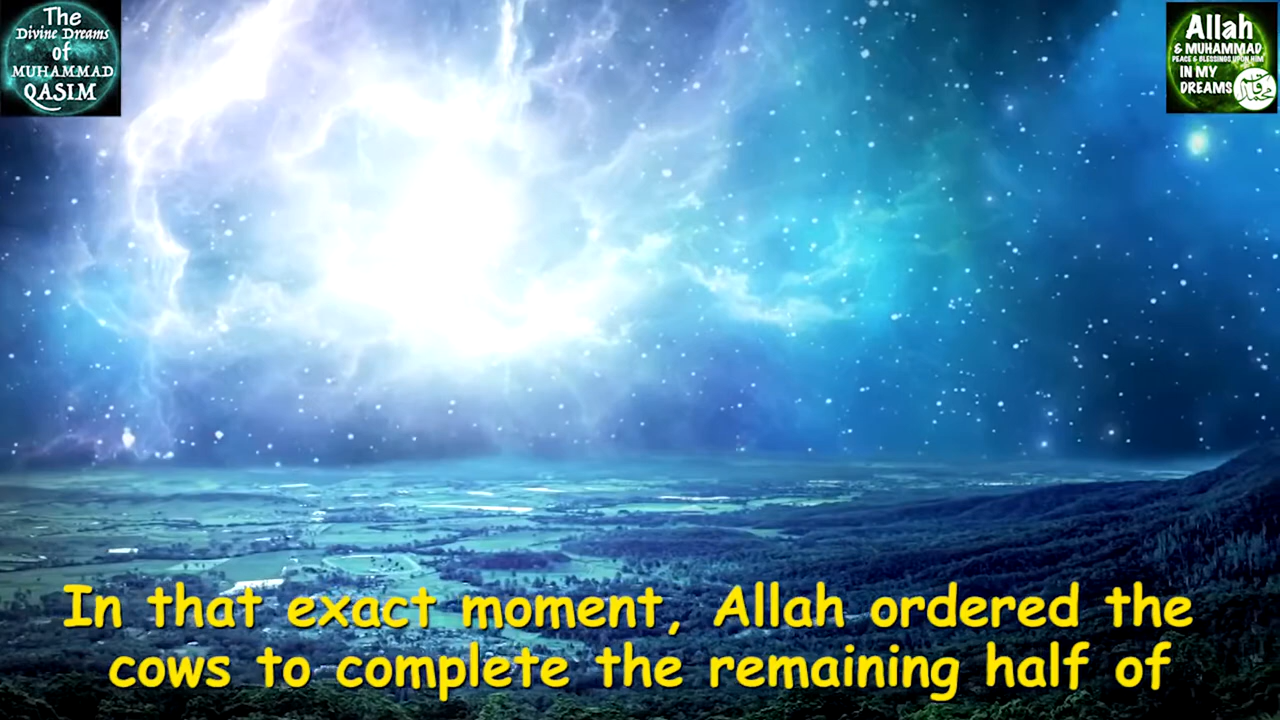 The
Divine Dreams
of
MUHAMMAD
QASIM
Allah
& MUHAMMAD
PEACE & BLESSINGS UPON HIM
IN MY
DREAMS
In that exact moment, Allah ordered the
cows to complete the remaining half of